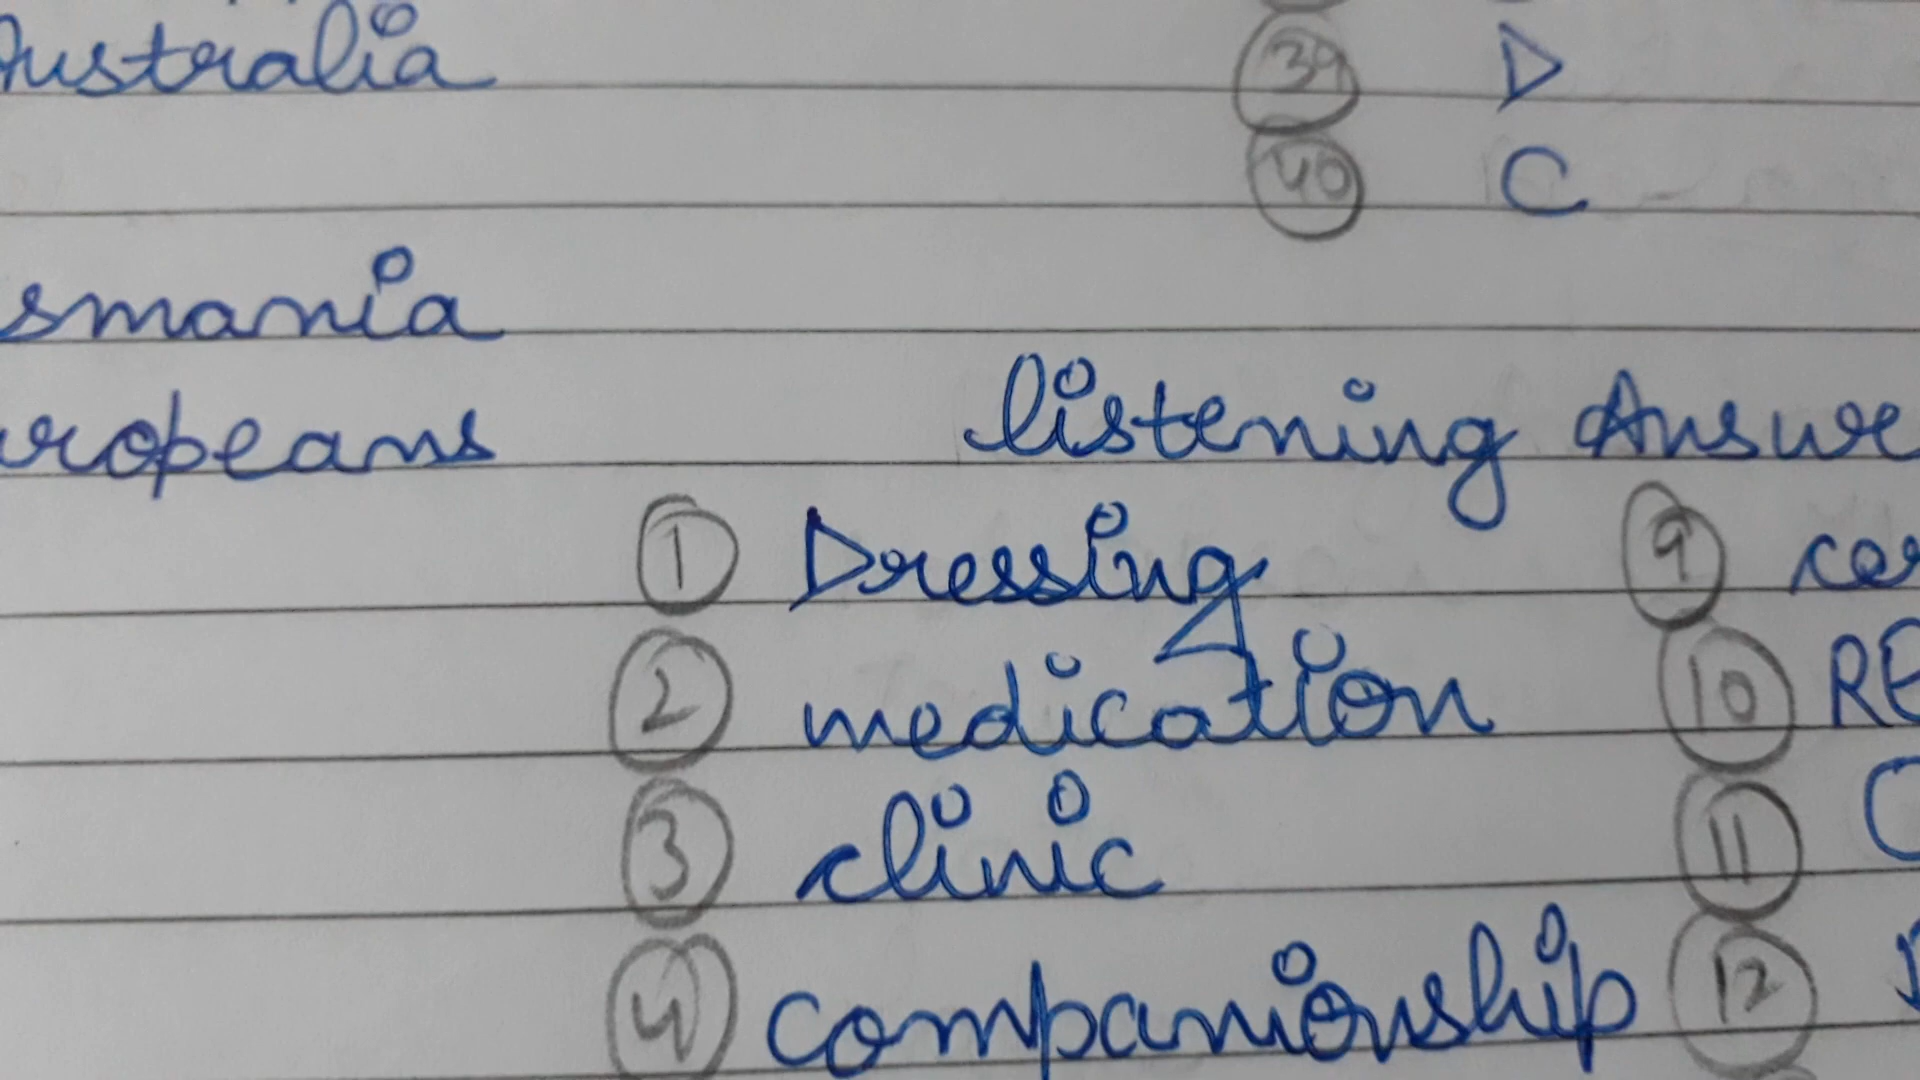 Australia
39 D
40 C
smania
uropeans
listening Answe
1 Dressing
2 medication
3 clinic
4 companionship
9
10 RE
11 C
12